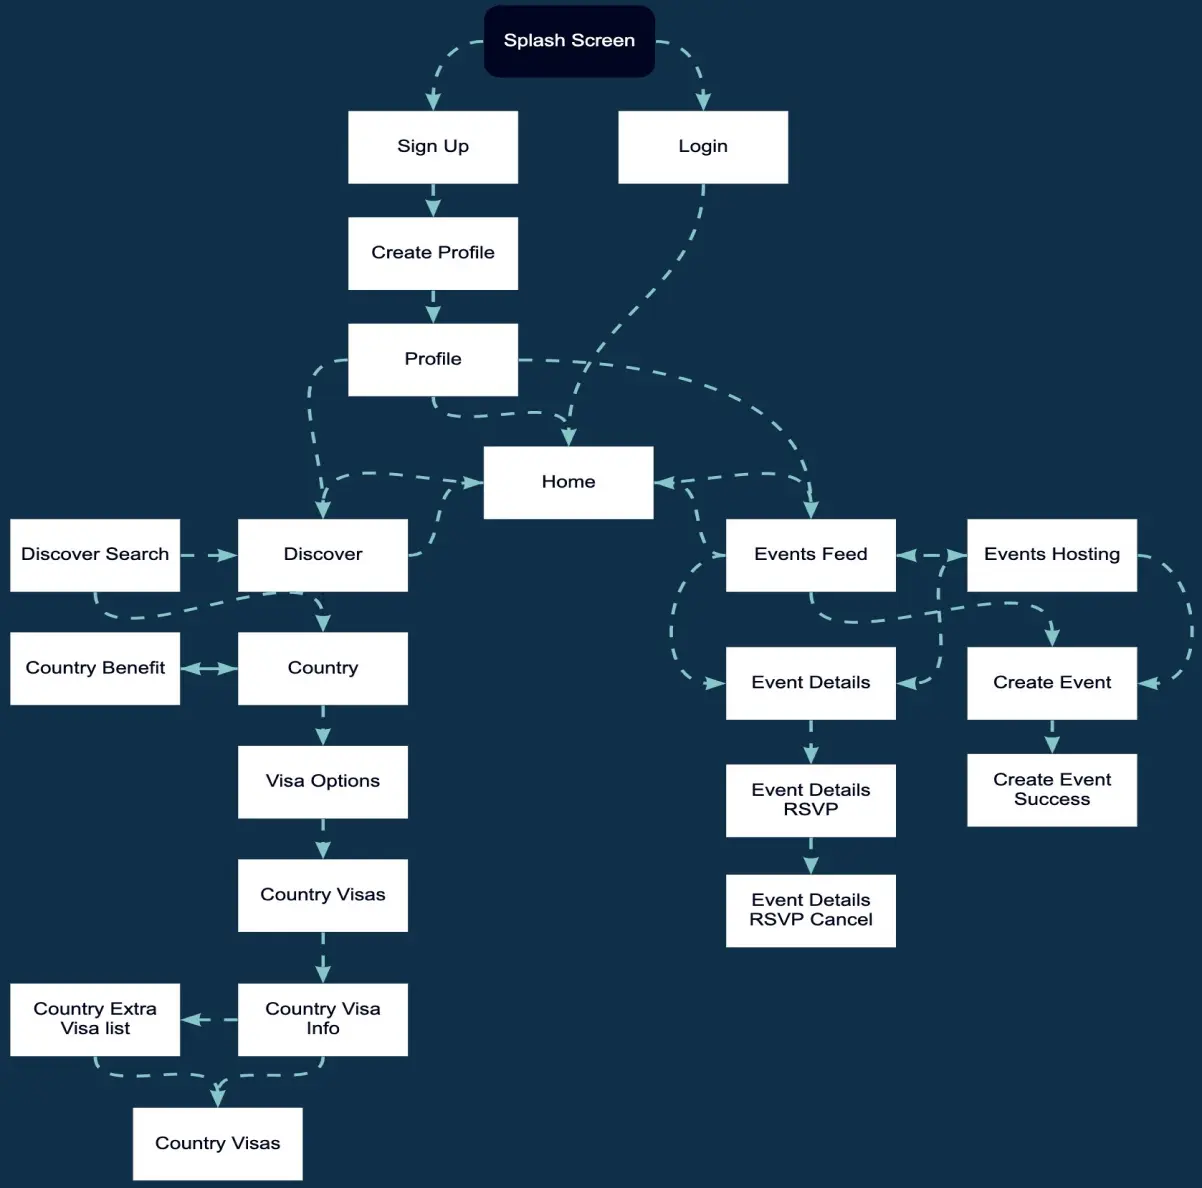 Splash Screen
Sign Up
Login
Create Profile
Profile
Home
Discover Search
Discover
Events Feed
Events Hosting
Country Benefit
Country
Event Details
Create Event
Visa Options
Event Details
RSVP
Create Event
Success
Country Visas
Event Details
RSVP Cancel
Country Extra
Visa list
Country Visa
Info
Country Visas